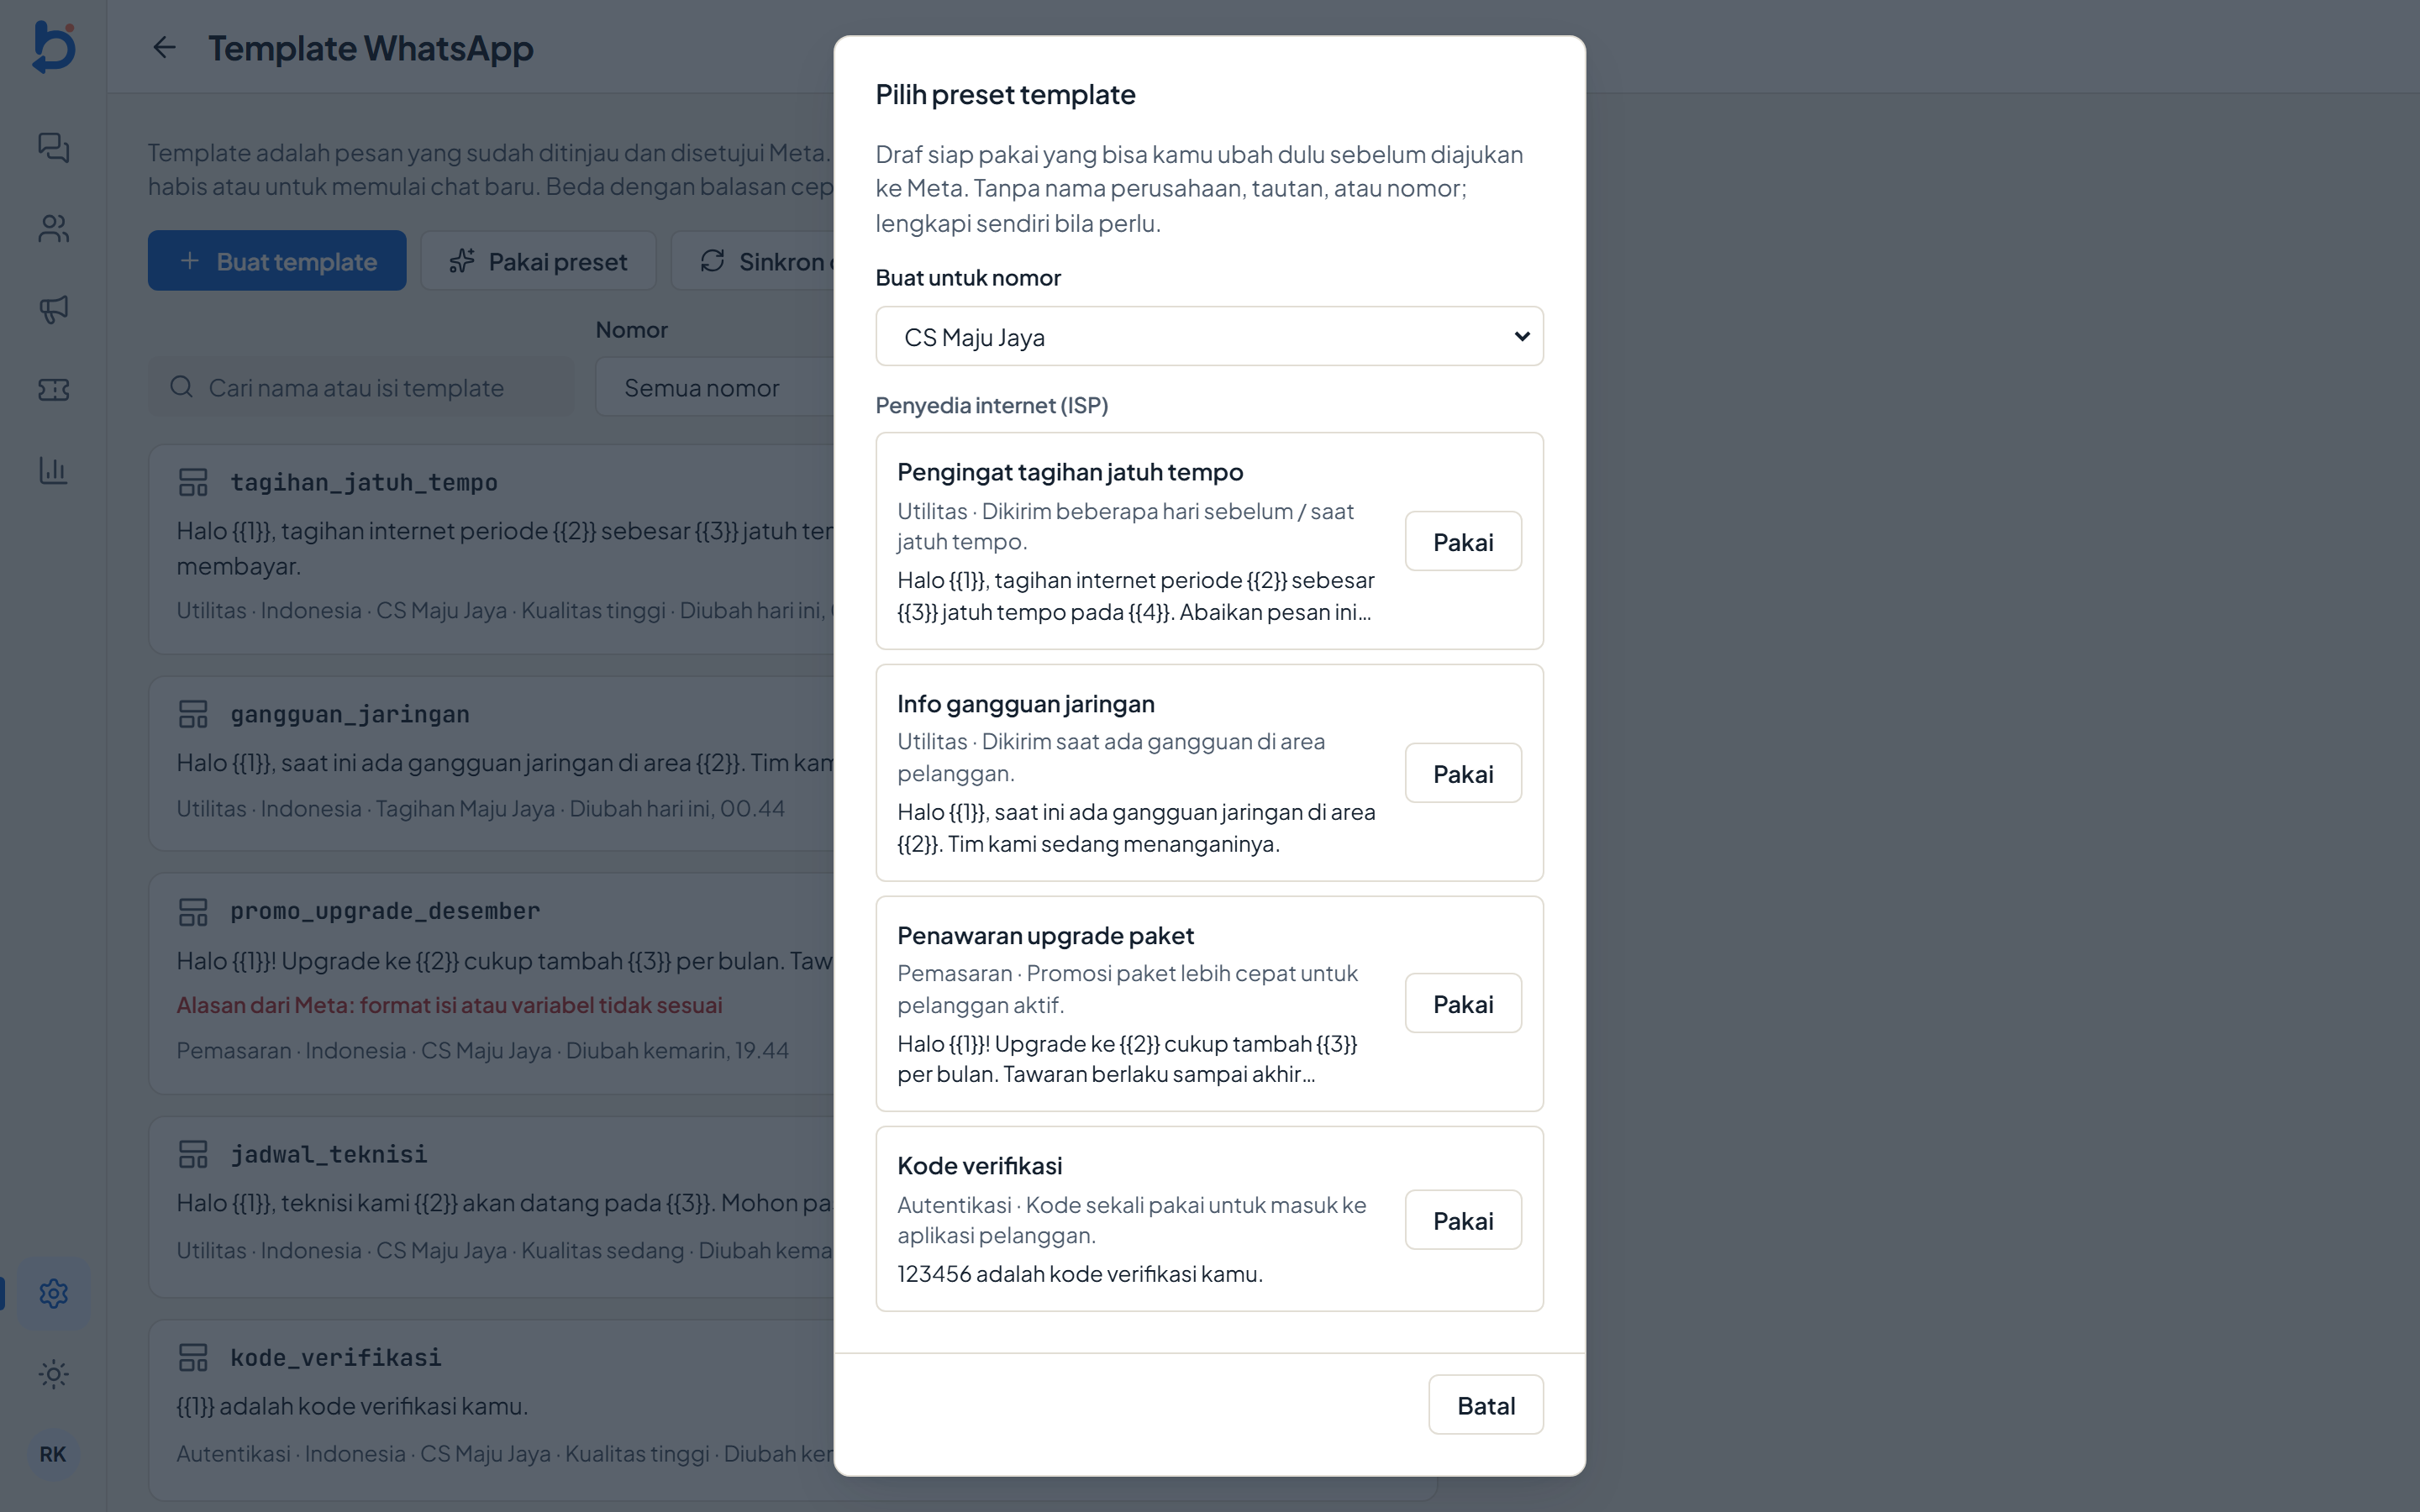 Template WhatsApp
Template adalah pesan yang sudah ditinjau dan disetujui Meta.
habis atau untuk memulai chat baru. Beda dengan balasan cep
Buat template
Pakai preset
Sinkron
Nomor
Cari nama atau isi template
Semua nomor
tagihan_jatuh_tempo
Halo {{1}}, tagihan internet periode {{2}} sebesar {{3}} jatuh ter
membayar.
Utilitas · Indonesia · CS Maju Jaya · Kualitas tinggi · Diubah hari ini,
gangguan_jaringan
Halo {{1}}, saat ini ada gangguan jaringan di area {{2}}. Tim kam
Utilitas · Indonesia · Tagihan Maju Jaya · Diubah hari ini, 00.44
promo_upgrade_desember
Halo {{1}}! Upgrade ke {{2}} cukup tambah {{3}} per bulan. Taw
Alasan dari Meta: format isi atau variabel tidak sesuai
Pemasaran · Indonesia · CS Maju Jaya · Diubah kemarin, 19.44
jadwal_teknisi
Halo {{1}}, teknisi kami {{2}} akan datang pada {{3}}. Mohon pa
Utilitas · Indonesia · CS Maju Jaya · Kualitas sedang · Diubah kema
kode_verifikasi
{{1}} adalah kode verifikasi kamu.
Autentikasi · Indonesia · CS Maju Jaya · Kualitas tinggi · Diubah ker
RK
Pilih preset template
Draf siap pakai yang bisa kamu ubah dulu sebelum diajukan
ke Meta. Tanpa nama perusahaan, tautan, atau nomor;
lengkapi sendiri bila perlu.
Buat untuk nomor
CS Maju Jaya
Penyedia internet (ISP)
Pengingat tagihan jatuh tempo
Utilitas · Dikirim beberapa hari sebelum / saat
jatuh tempo.
Halo {{1}}, tagihan internet periode {{2}} sebesar
{{3}} jatuh tempo pada {{4}}. Abaikan pesan ini…
Pakai
Info gangguan jaringan
Utilitas · Dikirim saat ada gangguan di area
pelanggan.
Halo {{1}}, saat ini ada gangguan jaringan di area
{{2}}. Tim kami sedang menanganinya.
Pakai
Penawaran upgrade paket
Pemasaran · Promosi paket lebih cepat untuk
pelanggan aktif.
Halo {{1}}! Upgrade ke {{2}} cukup tambah {{3}}
per bulan. Tawaran berlaku sampai akhir…
Pakai
Kode verifikasi
Autentikasi · Kode sekali pakai untuk masuk ke
aplikasi pelanggan.
123456 adalah kode verifikasi kamu.
Pakai
Batal